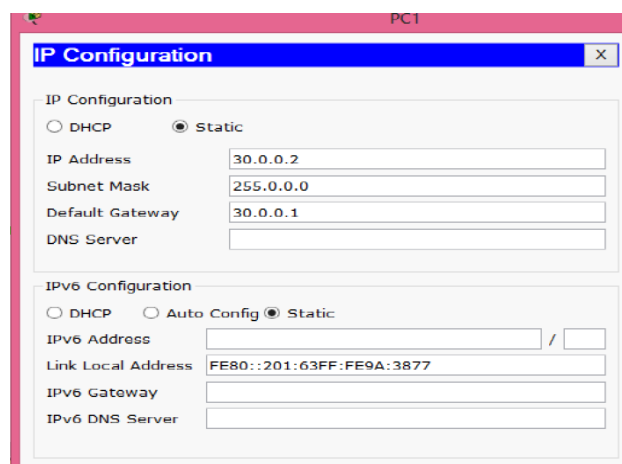 PC1
IP Configuration X
IP Configuration
DHCP Static
IP Address 30.0.0.2
Subnet Mask 255.0.0.0
Default Gateway 30.0.0.1
DNS Server
IPv6 Configuration
DHCP Auto Config Static
IPv6 Address /
Link Local Address FE80::201:63FF:FE9A:3877
IPv6 Gateway
IPv6 DNS Server